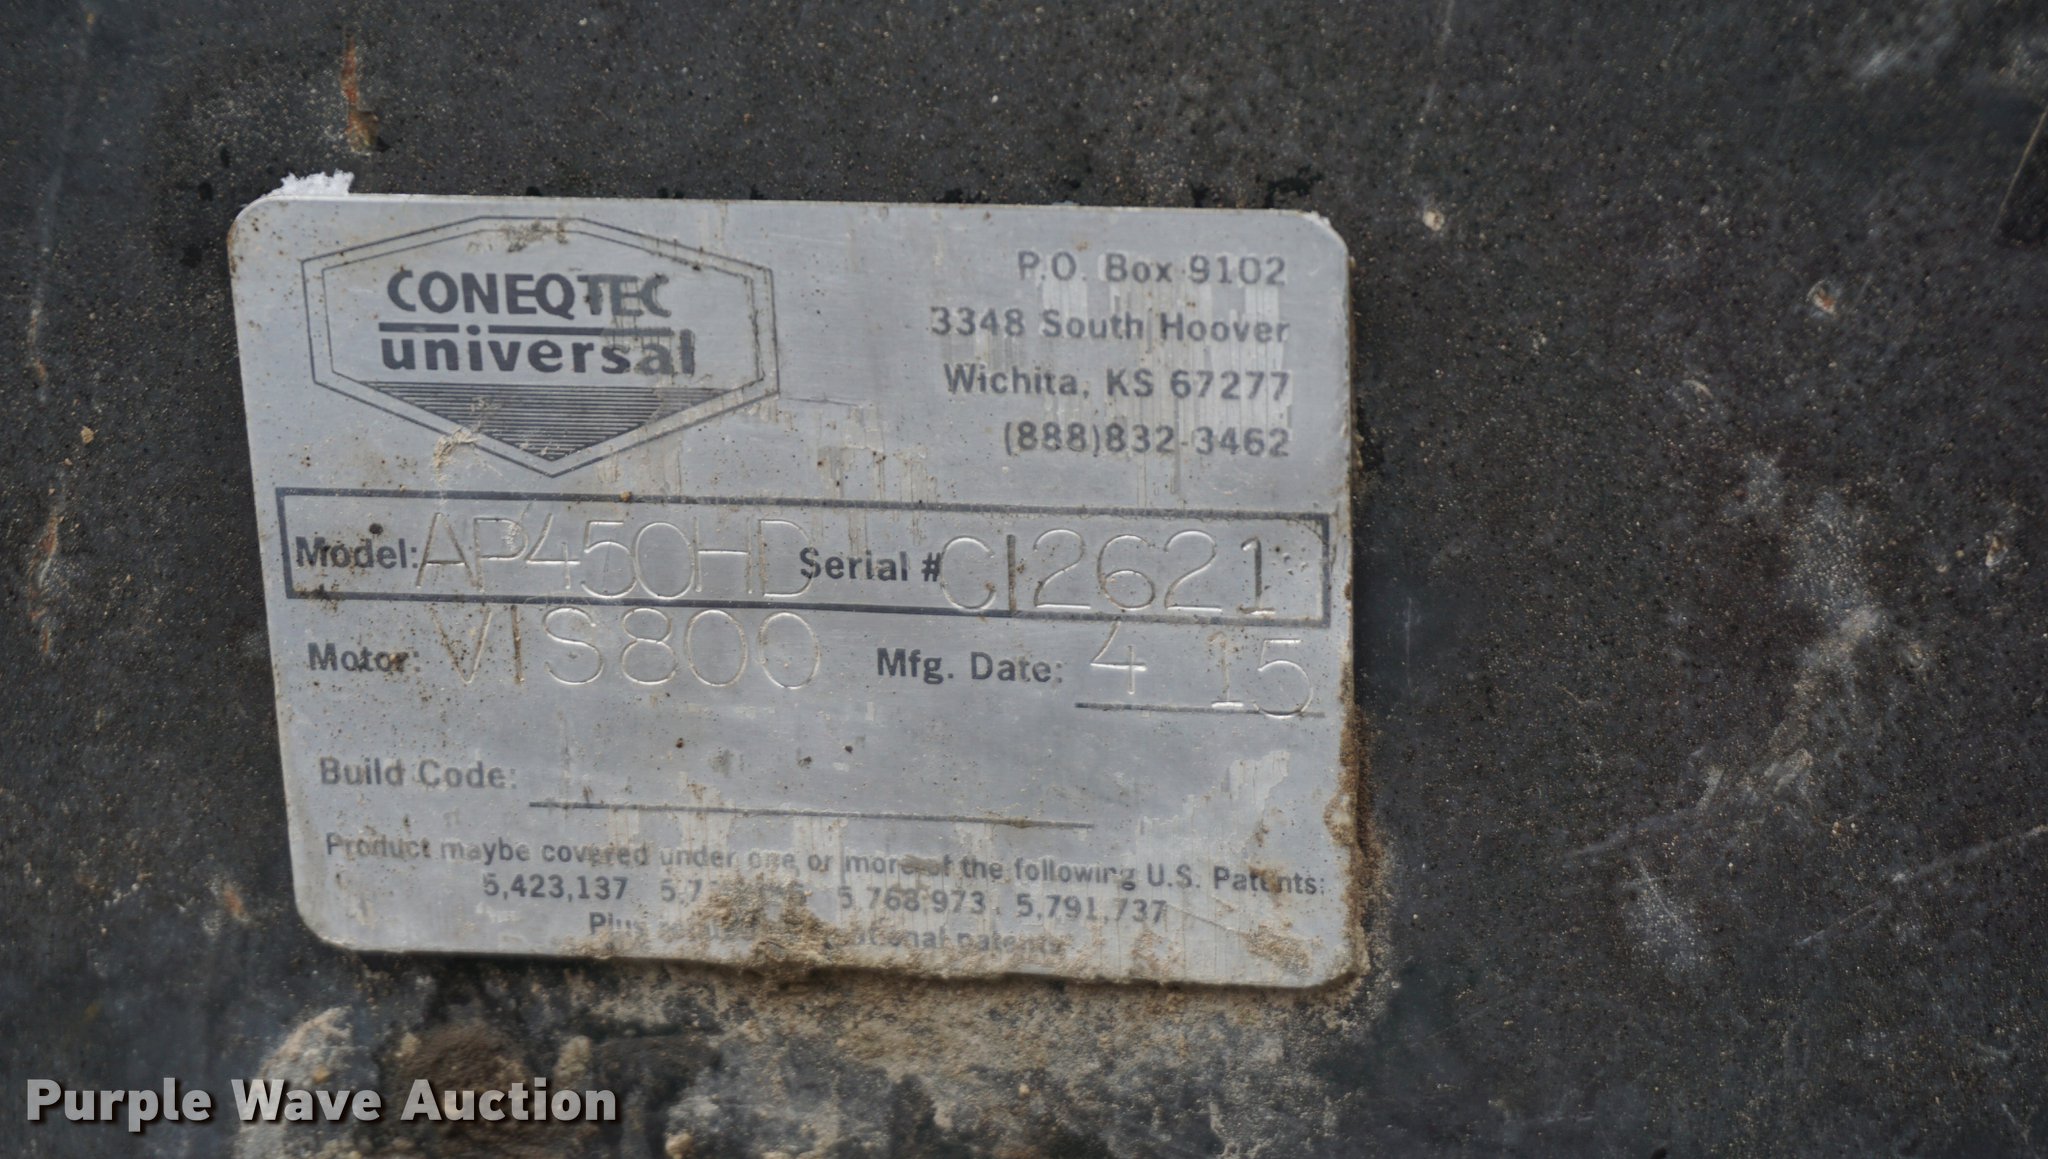 CONEQTEC
universal
P.O. Box 9102
3348 South Hoover
Wichita, KS 67277
(888)832-3462
Model: AP450HD Serial # C12621
Motor: VIS800 Mfg. Date: 4 15
Build Code:
Product maybe covered under one or more of the following U.S. Patents:
5,423,137 5,768,973 5,791,737
Plus patents
Purple Wave Auction